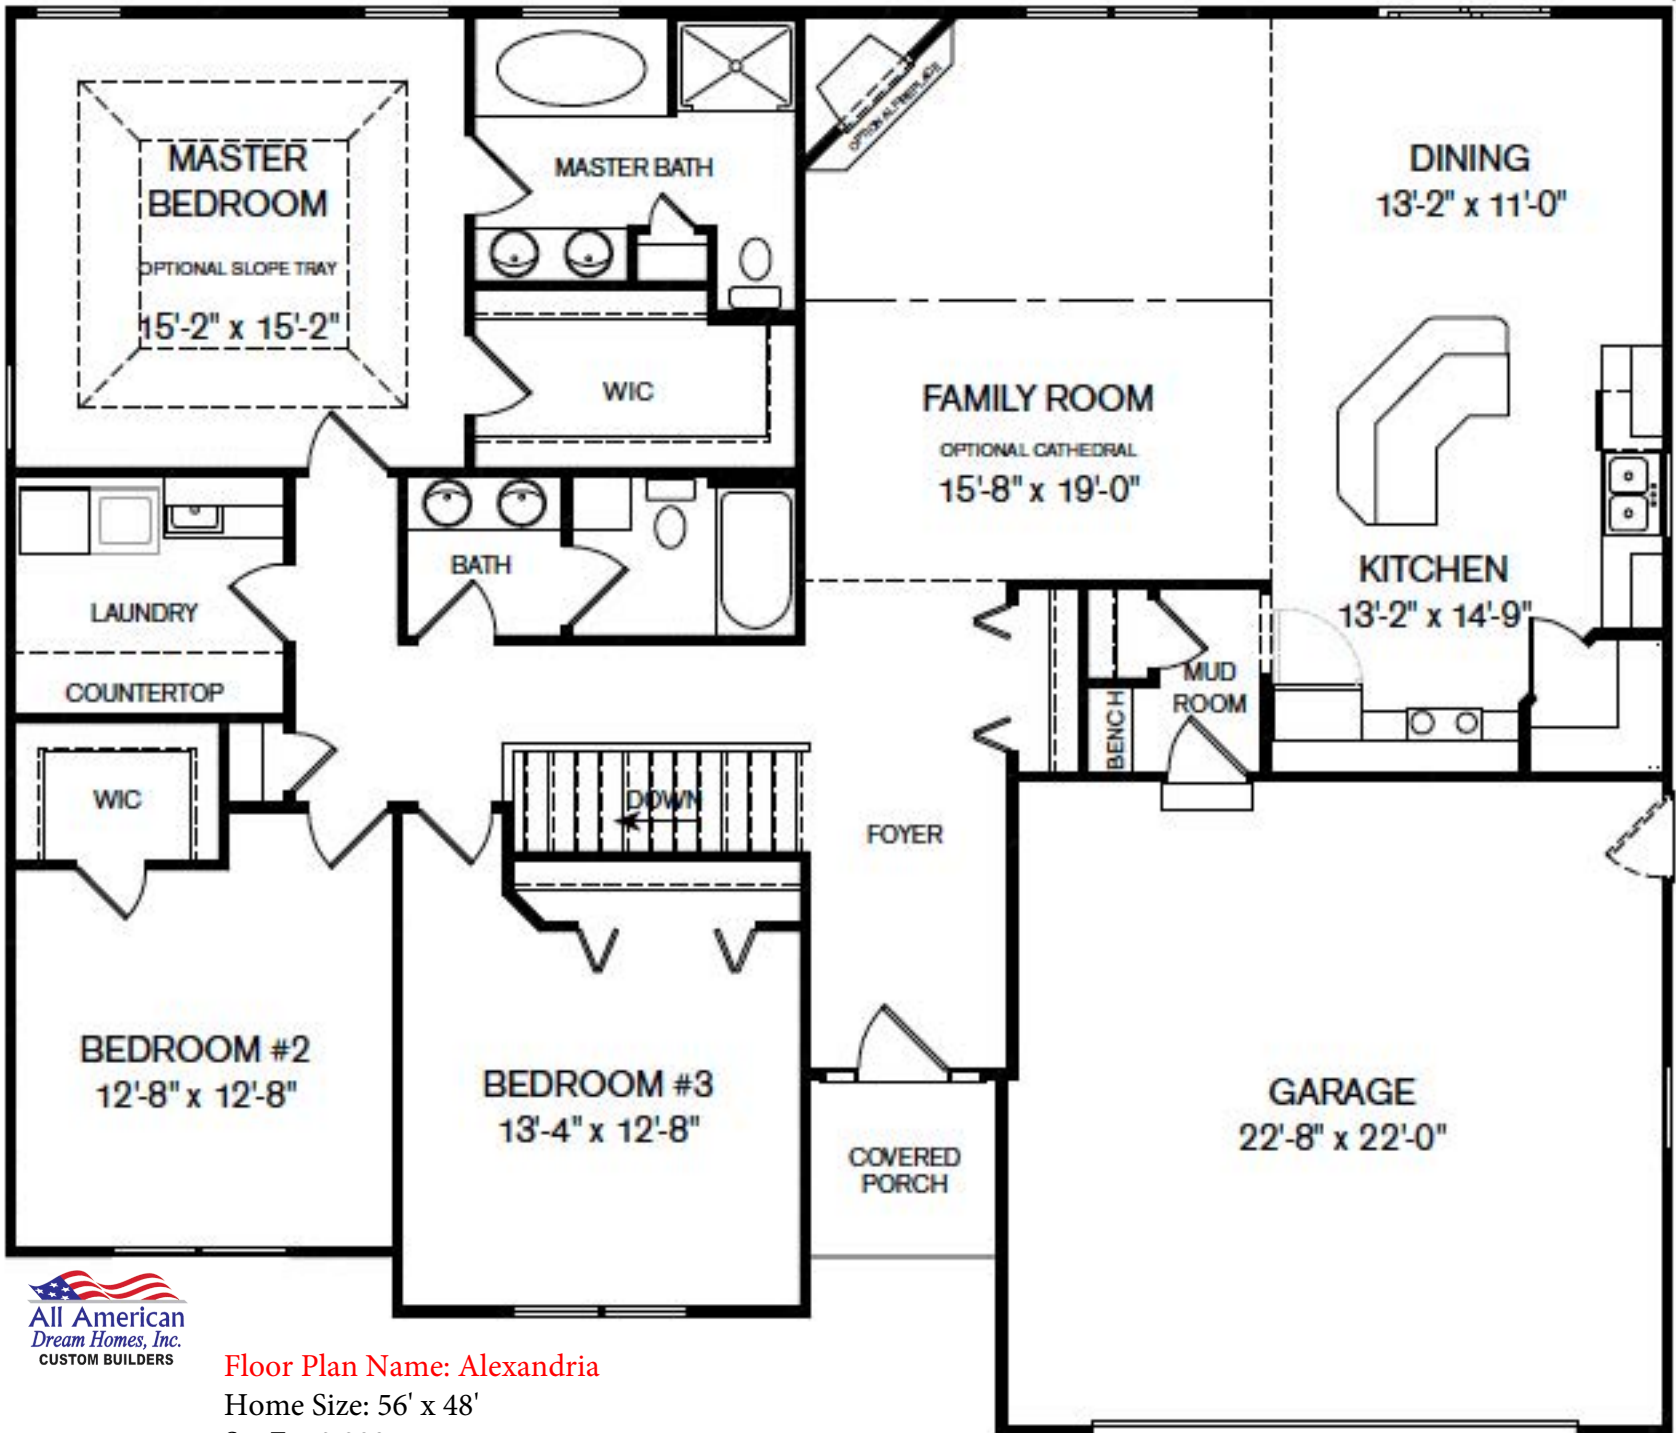 MASTER
BEDROOM
OPTIONAL SLOPE TRAY
15'-2" x 15'-2"
MASTER BATH
WIC
OPTIONAL FIREPLACE
DINING
13'-2" x 11'-0"
FAMILY ROOM
OPTIONAL CATHEDRAL
15'-8" x 19'-0"
KITCHEN
13'-2" x 14'-9"
LAUNDRY
COUNTERTOP
BATH
MUD
ROOM
BENCH
WIC
DOWN
FOYER
BEDROOM #2
12'-8" x 12'-8"
BEDROOM #3
13'-4" x 12'-8"
COVERED
PORCH
GARAGE
22'-8" x 22'-0"
All American
Dream Homes, Inc.
CUSTOM BUILDERS
Floor Plan Name: Alexandria
Home Size: 56' x 48'